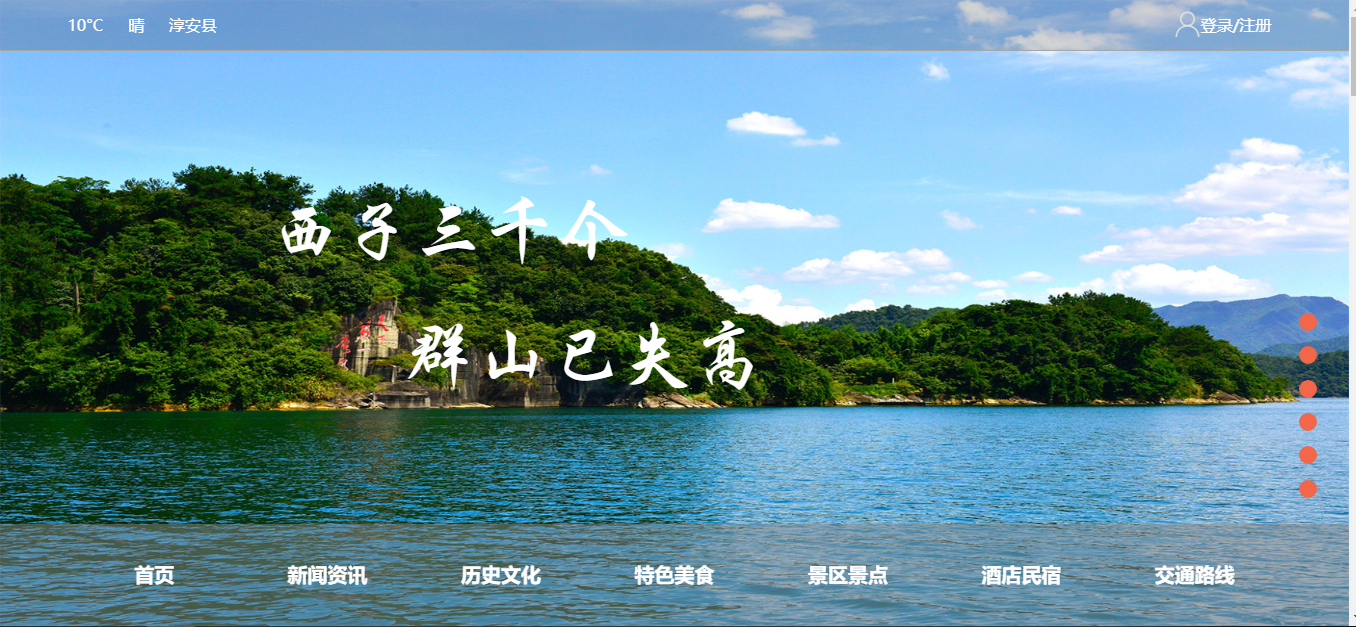 10°C 晴 淳安县 登录/注册
西子三千个
群山已失高
首页 新闻资讯 历史文化 特色美食 景区景点 酒店民宿 交通路线